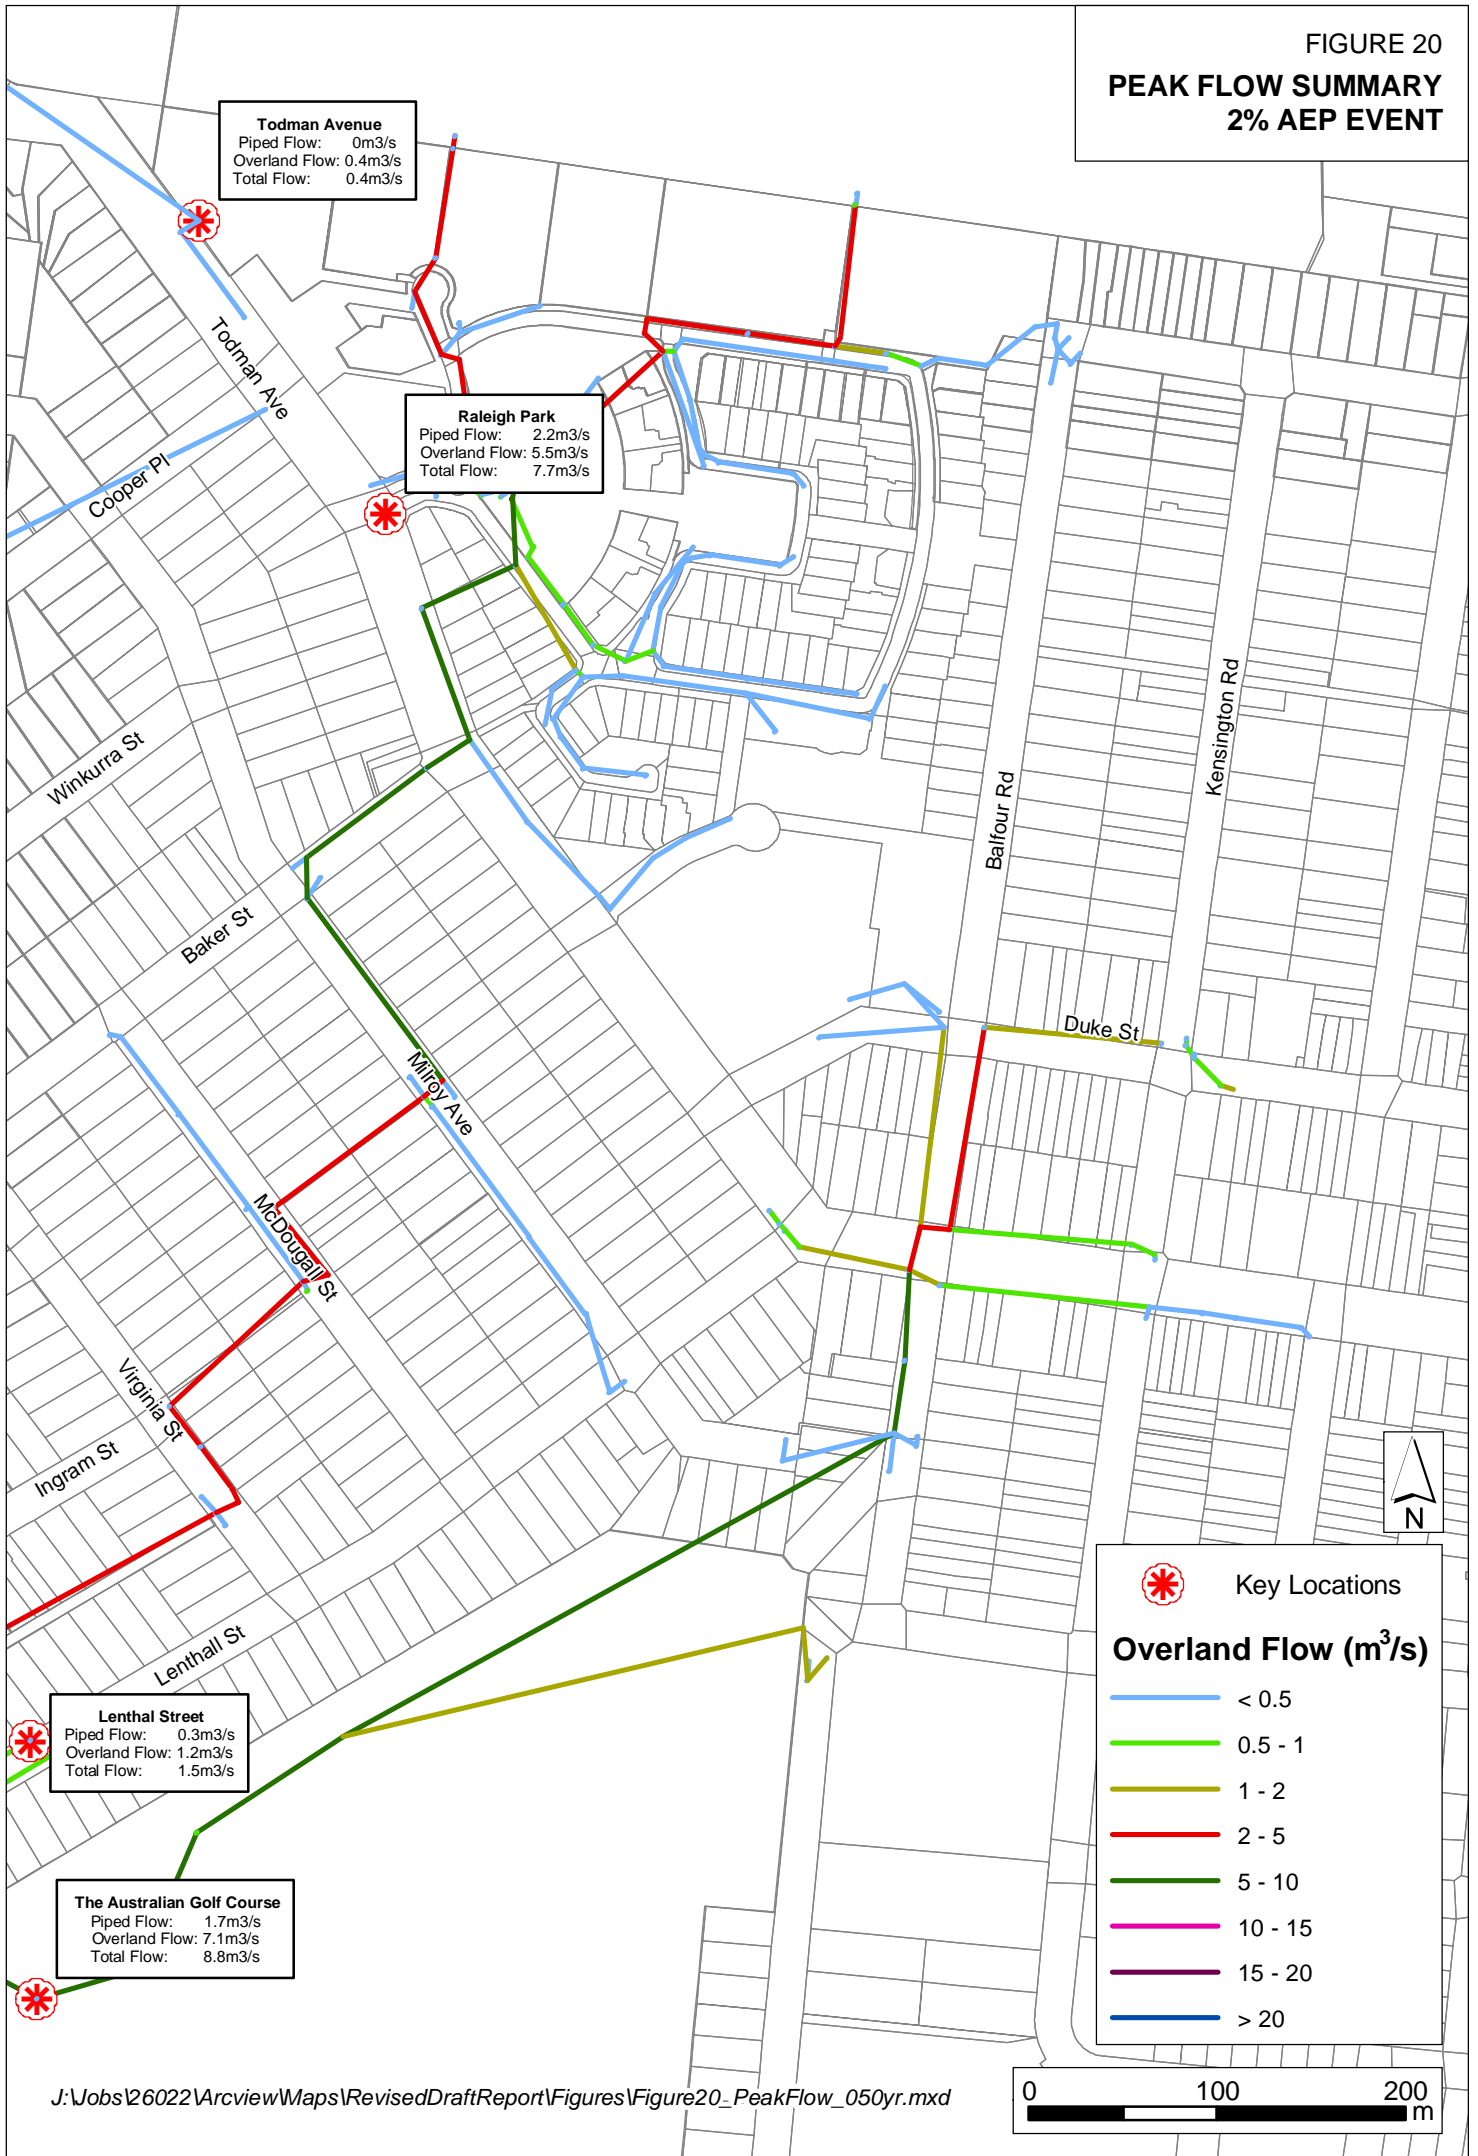 FIGURE 20
PEAK FLOW SUMMARY
2% AEP EVENT
Todman Avenue
Piped Flow: 0m3/s
Overland Flow: 0.4m3/s
Total Flow: 0.4m3/s
Todman Ave
Raleigh Park
Piped Flow: 2.2m3/s
Overland Flow: 5.5m3/s
Total Flow: 7.7m3/s
Cooper Pl
Winkurra St
Kensington Rd
Balfour Rd
Baker St
Duke St
Milroy Ave
McDougall St
Virginia St
Ingram St
Lenthall St
N
Key Locations
Overland Flow (m³/s)
< 0.5
0.5 - 1
1 - 2
2 - 5
5 - 10
10 - 15
15 - 20
> 20
Lenthal Street
Piped Flow: 0.3m3/s
Overland Flow: 1.2m3/s
Total Flow: 1.5m3/s
The Australian Golf Course
Piped Flow: 1.7m3/s
Overland Flow: 7.1m3/s
Total Flow: 8.8m3/s
J:\Jobs\26022\Arcview\Maps\RevisedDraftReport\Figures\Figure20_PeakFlow_050yr.mxd
0 100 200
m